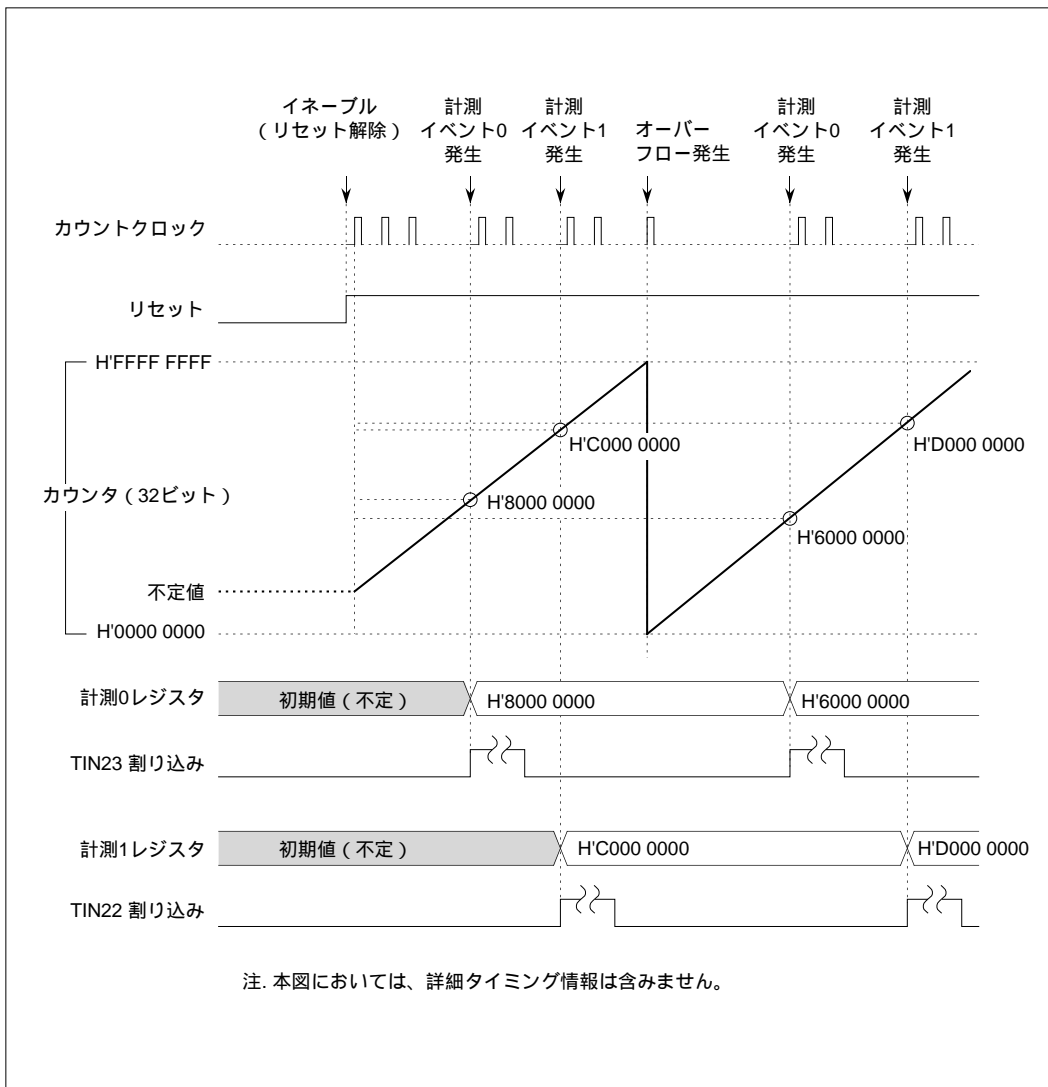 イネーブル
（リセット解除）
計測
イベント0
発生
計測
イベント1
発生
オーバー
フロー発生
計測
イベント0
発生
計測
イベント1
発生
カウントクロック
リセット
H'FFFF FFFF
H'C000 0000
H'D000 0000
カウンタ（32ビット）
H'8000 0000
H'6000 0000
不定値
H'0000 0000
計測0レジスタ
初期値（不定）
H'8000 0000
H'6000 0000
TIN23 割り込み
計測1レジスタ
初期値（不定）
H'C000 0000
H'D000 0000
TIN22 割り込み
注. 本図においては、詳細タイミング情報は含みません。